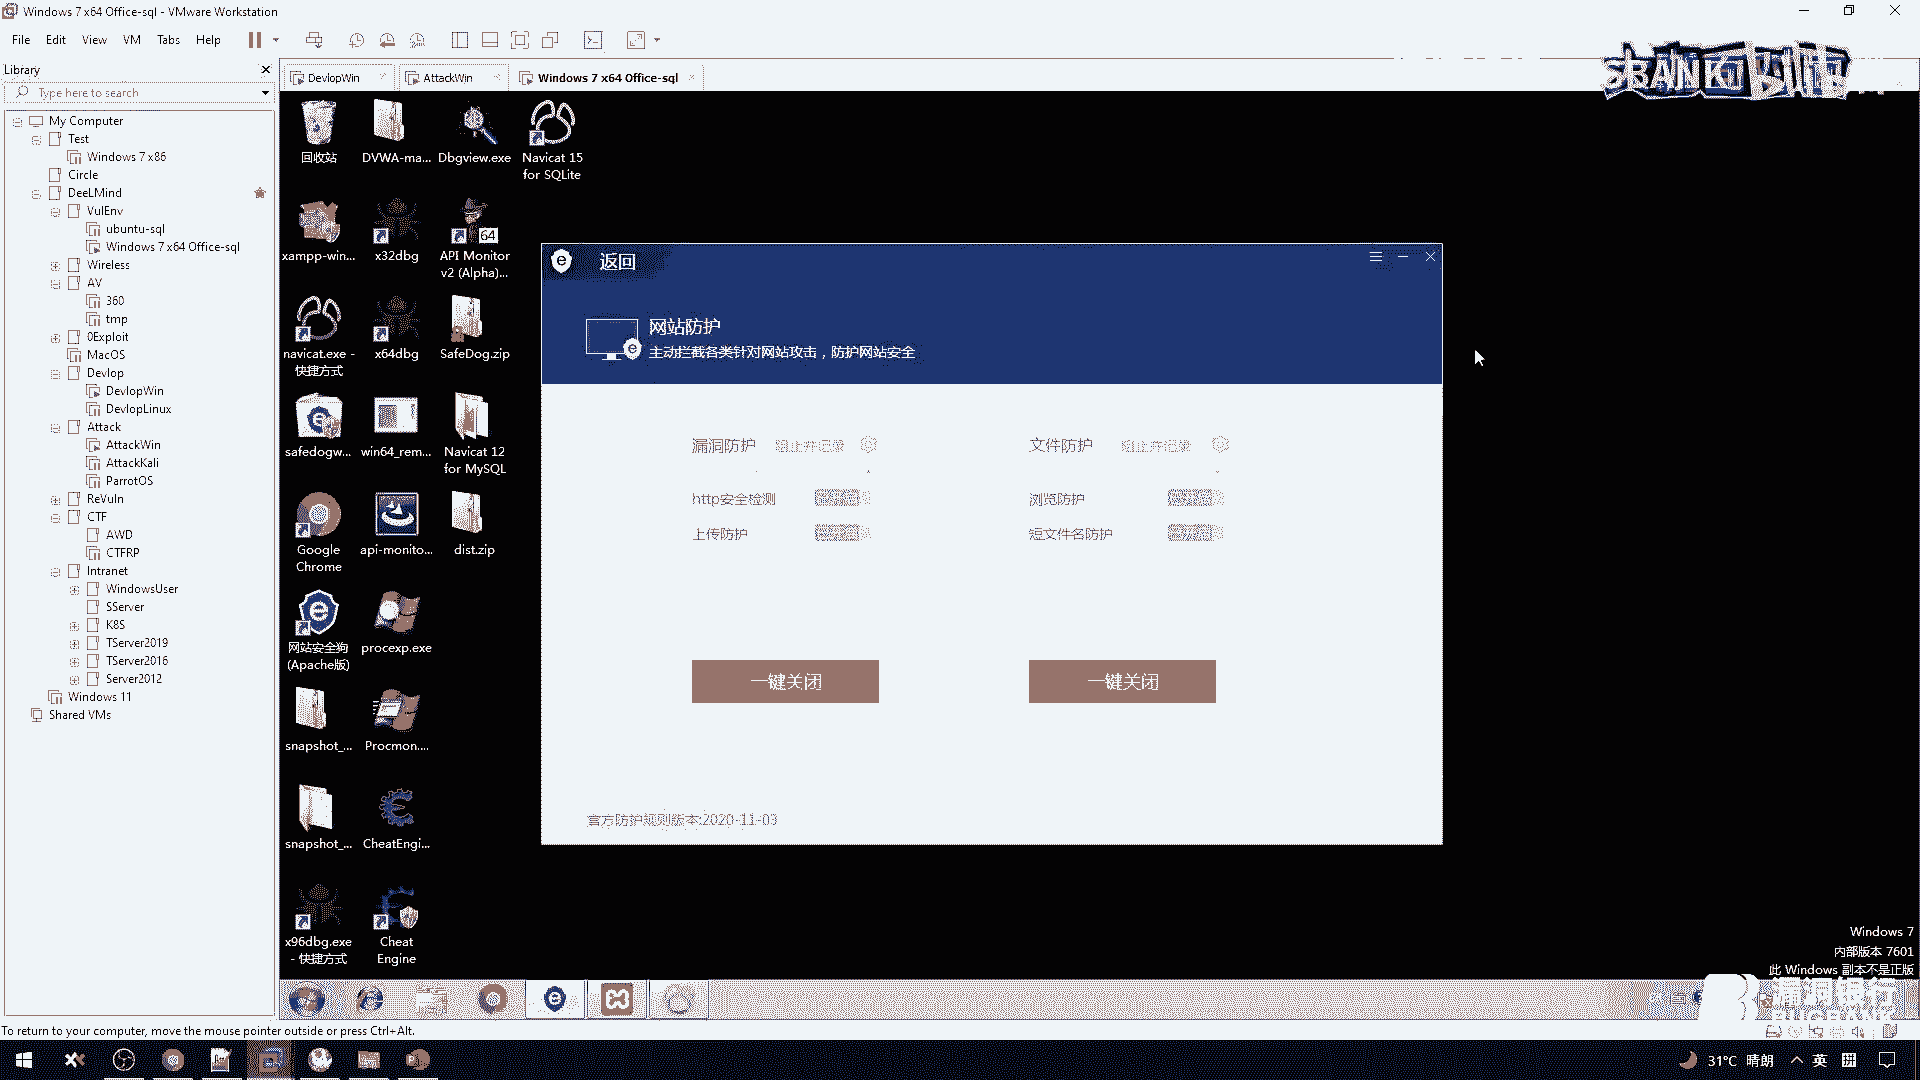 Windows 7 x64 Office-sql - VMware Workstation
File Edit View VM Tabs Help
Library
Type here to search
My Computer
Test
Windows 7 x86
Circle
DeeLMind
VulEnv
ubuntu-sql
Windows 7 x64 Office-sql
Wireless
AV
360
tmp
0Exploit
MacOS
Devlop
DevlopWin
DevlopLinux
Attack
AttackWin
AttackKali
ParrotOS
ReVuln
CTF
AWD
CTFRP
Intranet
WindowsUser
SServer
K8S
TServer2019
TServer2016
Server2012
Windows 11
Shared VMs
DevlopWin AttackWin Windows 7 x64 Office-sql
回收站 DVWA-ma... Dbgview.exe Navicat 15
for SQLite
xampp-win... x32dbg API Monitor
64
v2 (Alpha)...
navicat.exe -
快捷方式
x64dbg SafeDog.zip
safedogw... win64_rem... Navicat 12
for MySQL
Google
Chrome
api-monito... dist.zip
网站安全狗
(Apache版)
procexp.exe
snapshot_... Procmon....
snapshot_... CheatEngi...
x96dbg.exe
- 快捷方式
Cheat
Engine
返回
网站防护
主动拦截各类针对网站攻击，防护网站安全
漏洞防护 文件防护
http安全检测 浏览防护
上传防护 短文件名防护
一键关闭 一键关闭
官方防护规则版本:2020-11-03
Windows 7
内部版本 7601
此 Windows 副本不是正版
漏洞银行
BUGBANK
To return to your computer, move the mouse pointer outside or press Ctrl+Alt.
31°C 晴朗 英 拼